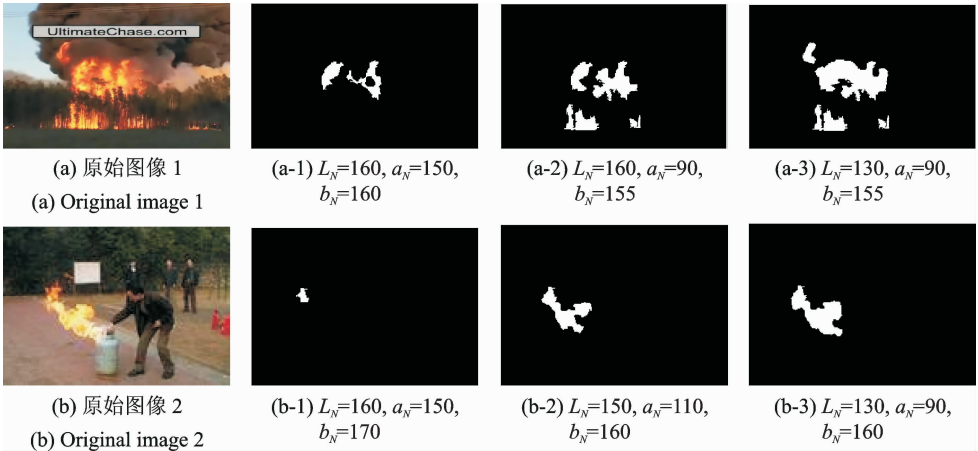 UltimateChase.com
(a) 原始图像 1
(a) Original image 1
(a-1) L_N=160, a_N=150,
b_N=160
(a-2) L_N=160, a_N=90,
b_N=155
(a-3) L_N=130, a_N=90,
b_N=155
(b) 原始图像 2
(b) Original image 2
(b-1) L_N=160, a_N=150,
b_N=170
(b-2) L_N=150, a_N=110,
b_N=160
(b-3) L_N=130, a_N=90,
b_N=160